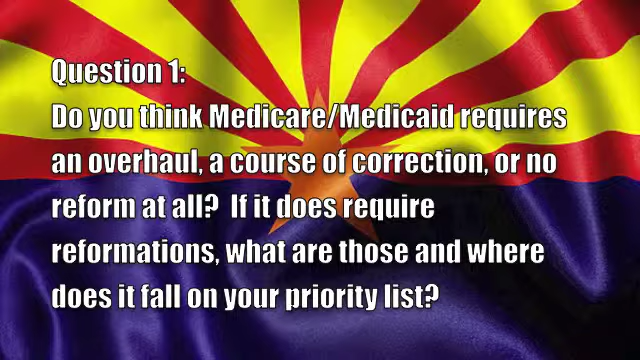 Question 1:
Do you think Medicare/Medicaid requires
an overhaul, a course of correction, or no
reform at all?  If it does require
reformations, what are those and where
does it fall on your priority list?